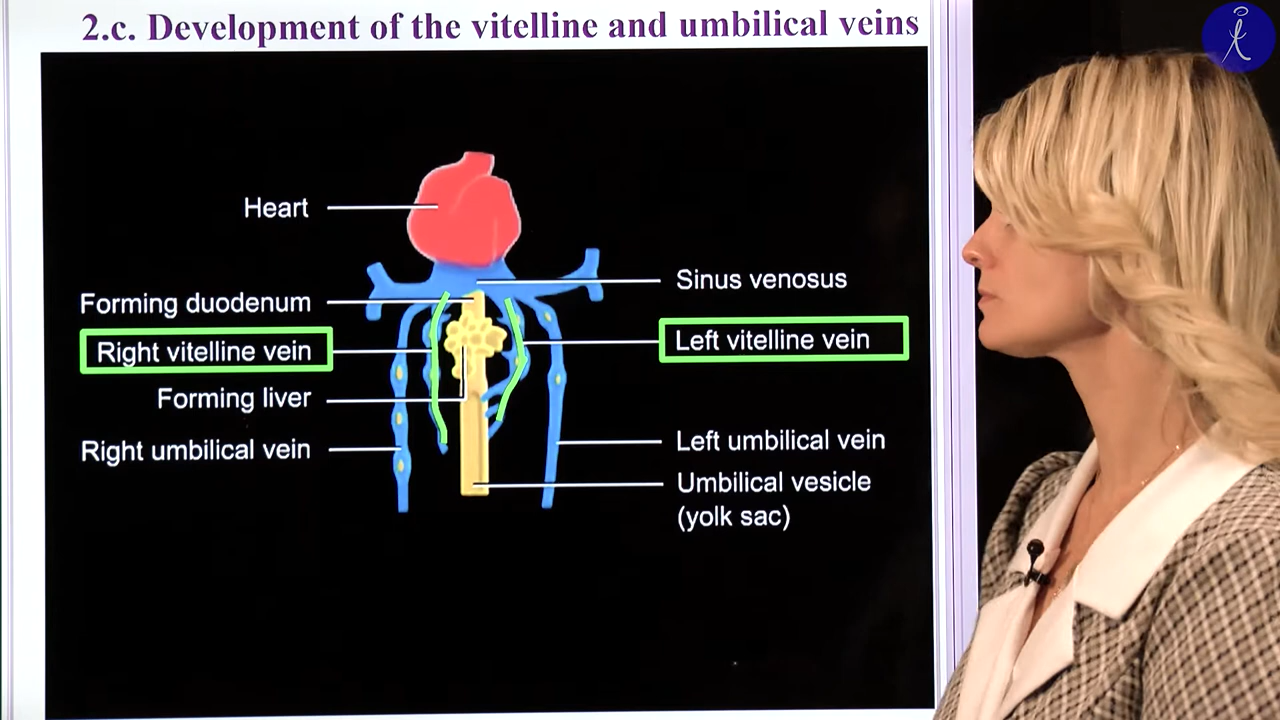 2.c. Development of the vitelline and umbilical veins
Heart
Sinus venosus
Forming duodenum
Right vitelline vein
Left vitelline vein
Forming liver
Right umbilical vein
Left umbilical vein
Umbilical vesicle
(yolk sac)